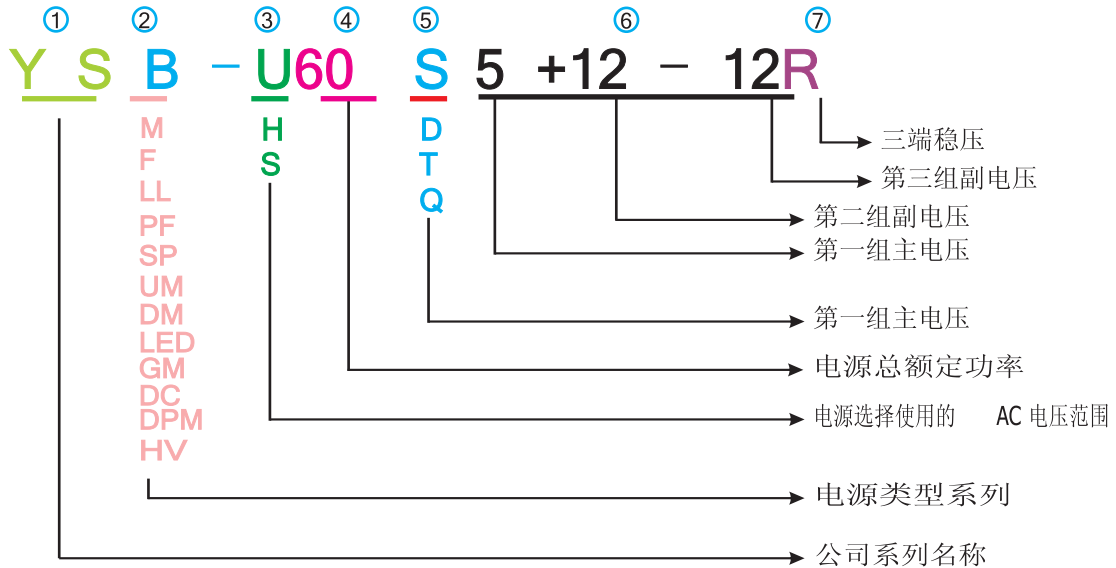 ① ② ③ ④ ⑤ ⑥ ⑦
Y S B － U60 S 5 +12 － 12R
M
F
LL
PF
SP
UM
DM
LED
GM
DC
DPM
HV
H
S
D
T
Q
三端稳压
第三组副电压
第二组副电压
第一组主电压
第一组主电压
电源总额定功率
电源选择使用的 AC 电压范围
电源类型系列
公司系列名称